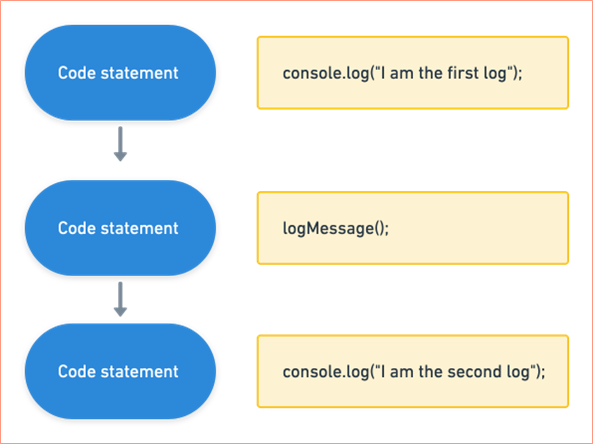 Code statement
console.log("I am the first log");
Code statement
logMessage();
Code statement
console.log("I am the second log");